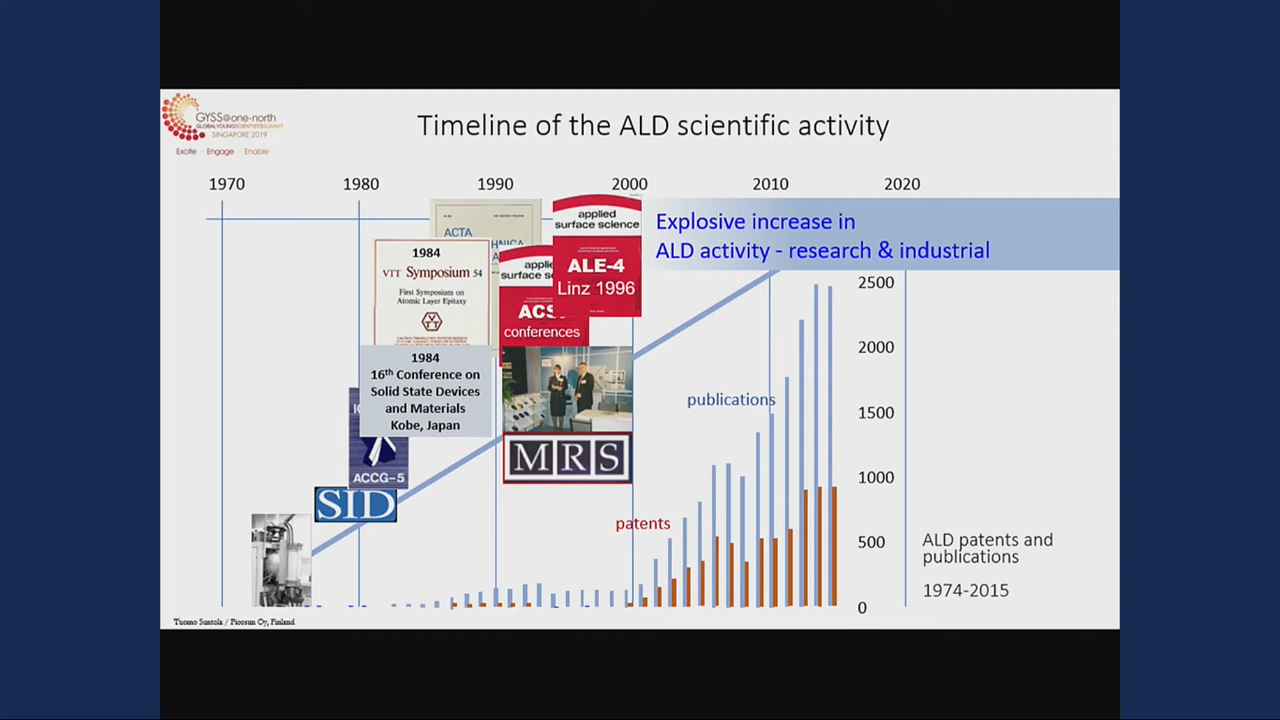 GYSS@one-north
GLOBAL YOUNG SCIENTISTS SUMMIT
SINGAPORE 2019
Excite · Engage · Enable
Timeline of the ALD scientific activity
1970
1980
1990
2000
2010
2020
Explosive increase in
ALD activity - research & industrial
ACTA
applied
surface science
ALE-4
Linz 1996
1984
VTT Symposium 54
First Symposium on
Atomic Layer Epitaxy
conferences
1984
16th Conference on
Solid State Devices
and Materials
Kobe, Japan
ACCG-5
SID
MRS
publications
patents
2500
2000
1500
1000
500
0
ALD patents and
publications
1974-2015
Tuomo Suntola / Picosun Oy, Finland